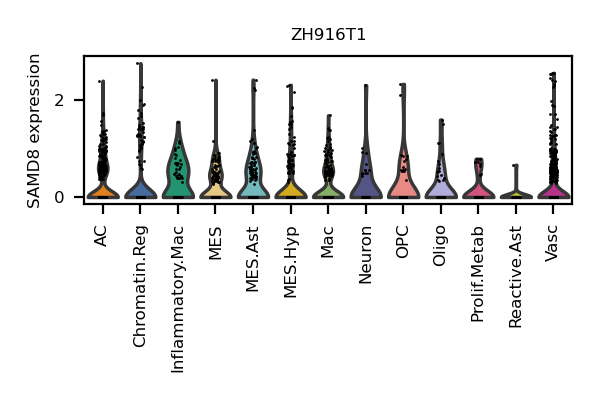 ZH916T1
SAMD8 expression
2
0
AC
Chromatin.Reg
Inflammatory.Mac
MES
MES.Ast
MES.Hyp
Mac
Neuron
OPC
Oligo
Prolif.Metab
Reactive.Ast
Vasc